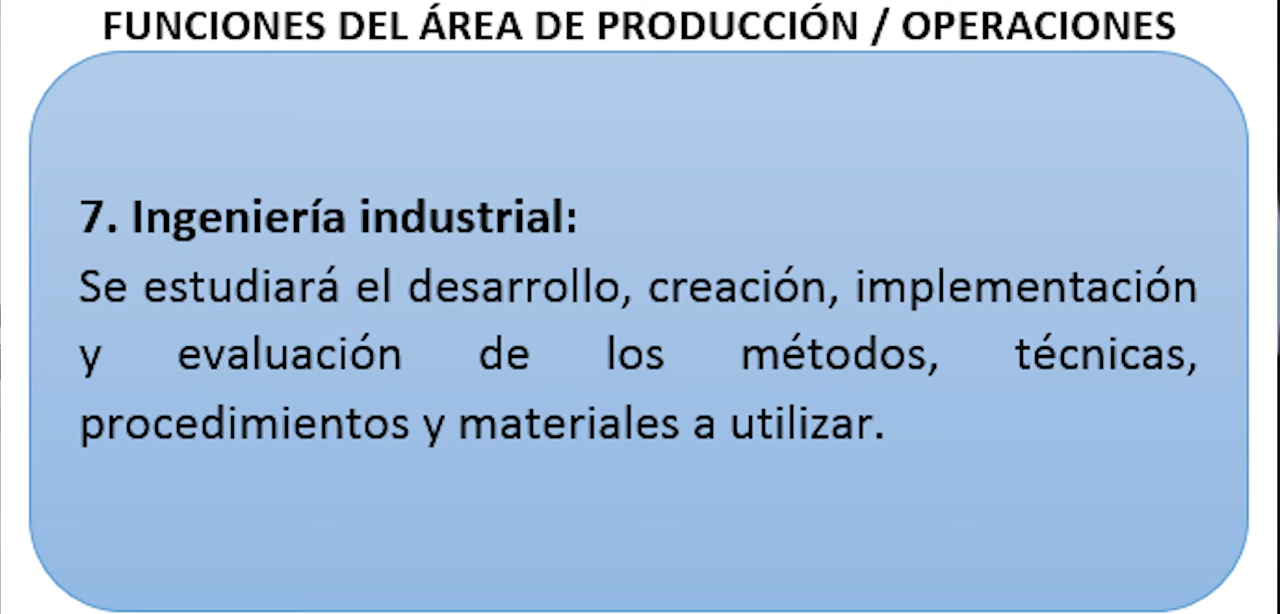 FUNCIONES DEL ÁREA DE PRODUCCIÓN / OPERACIONES
7. Ingeniería industrial:
Se estudiará el desarrollo, creación, implementación
y evaluación de los métodos, técnicas,
procedimientos y materiales a utilizar.